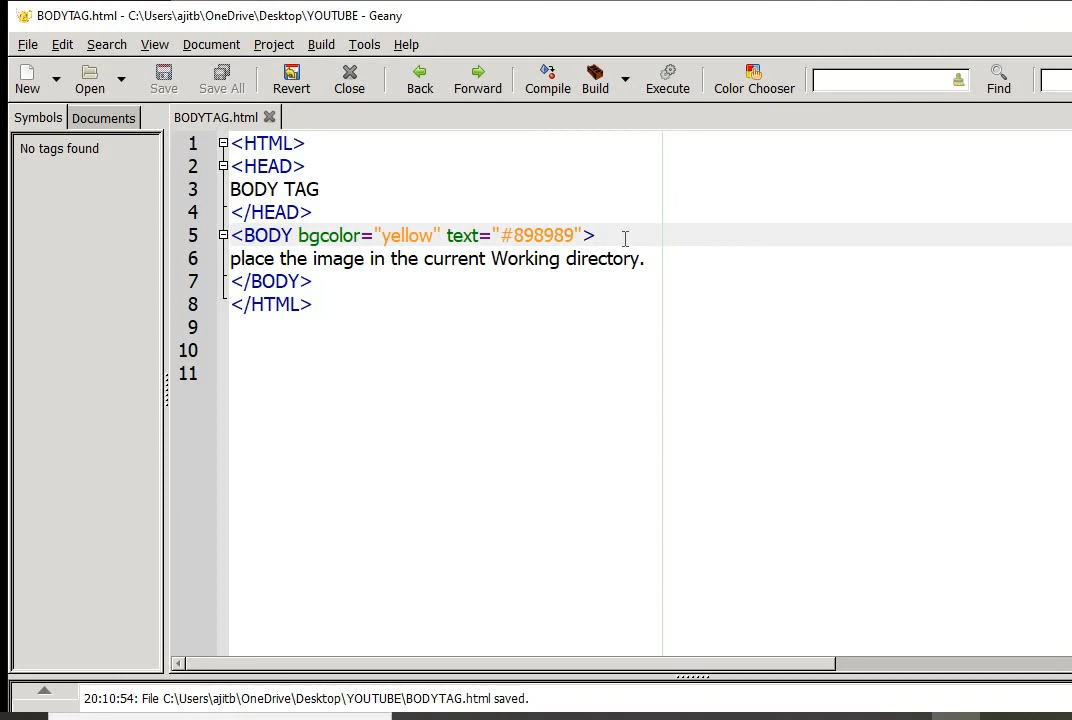 BODYTAG.html - C:\Users\ajitb\OneDrive\Desktop\YOUTUBE - Geany
File Edit Search View Document Project Build Tools Help
New Open Save Save All Revert Close Back Forward Compile Build Execute Color Chooser Find
Symbols Documents BODYTAG.html
No tags found
1 <HTML>
2 <HEAD>
3 BODY TAG
4 </HEAD>
5 <BODY bgcolor="yellow" text="#898989">
6 place the image in the current Working directory.
7 </BODY>
8 </HTML>
9
10
11
20:10:54: File C:\Users\ajitb\OneDrive\Desktop\YOUTUBE\BODYTAG.html saved.